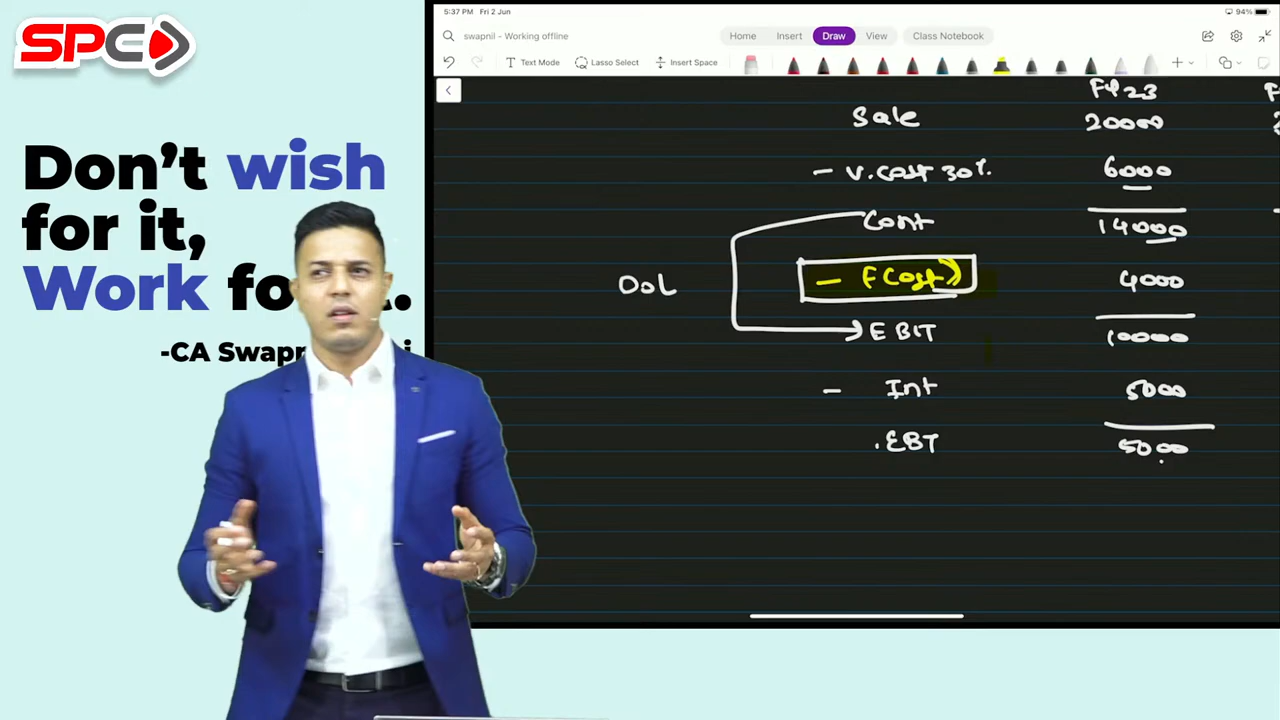 SPC
Don't wish
for it,
Work fo
-CA Swapn i
5:37 PM Fri 2 Jun
94%
swapnil - Working offline
Home Insert Draw View Class Notebook
Text Mode Lasso Select Insert Space
FY23
Sale 20000
- V.Cost 30% 6000
Cont 14000
DOL
- F Cost 4000
EBIT 10000
- Int 5000
.EBT 5000